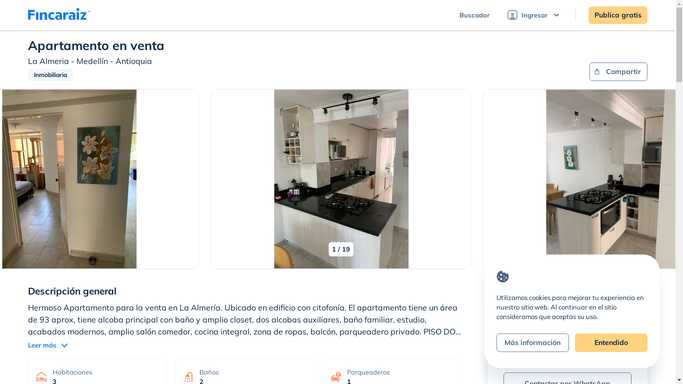 Fincaraiz
Buscador
Ingresar
Publica gratis
Apartamento en venta
La Almeria - Medellín - Antioquia
Inmobiliaria
Compartir
1 / 19
Descripción general
Hermoso Apartamento para la venta en La Almería. Ubicado en edificio con citofonía. El apartamento tiene un área
de 93 aprox, tiene alcoba principal con baño y amplio closet, dos alcobas auxiliares, baño familiar, estudio,
acabados modernos, amplio salón comedor, cocina integral, zona de ropas, balcón, parqueadero privado. PISO DO...
Leer más
Habitaciones
3
Baños
2
Parqueaderos
1
Utilizamos cookies para mejorar tu experiencia en
nuestro sitio web. Al continuar en el sitio
consideramos que aceptas su uso.
Más información
Entendido
Contactar por WhatsApp